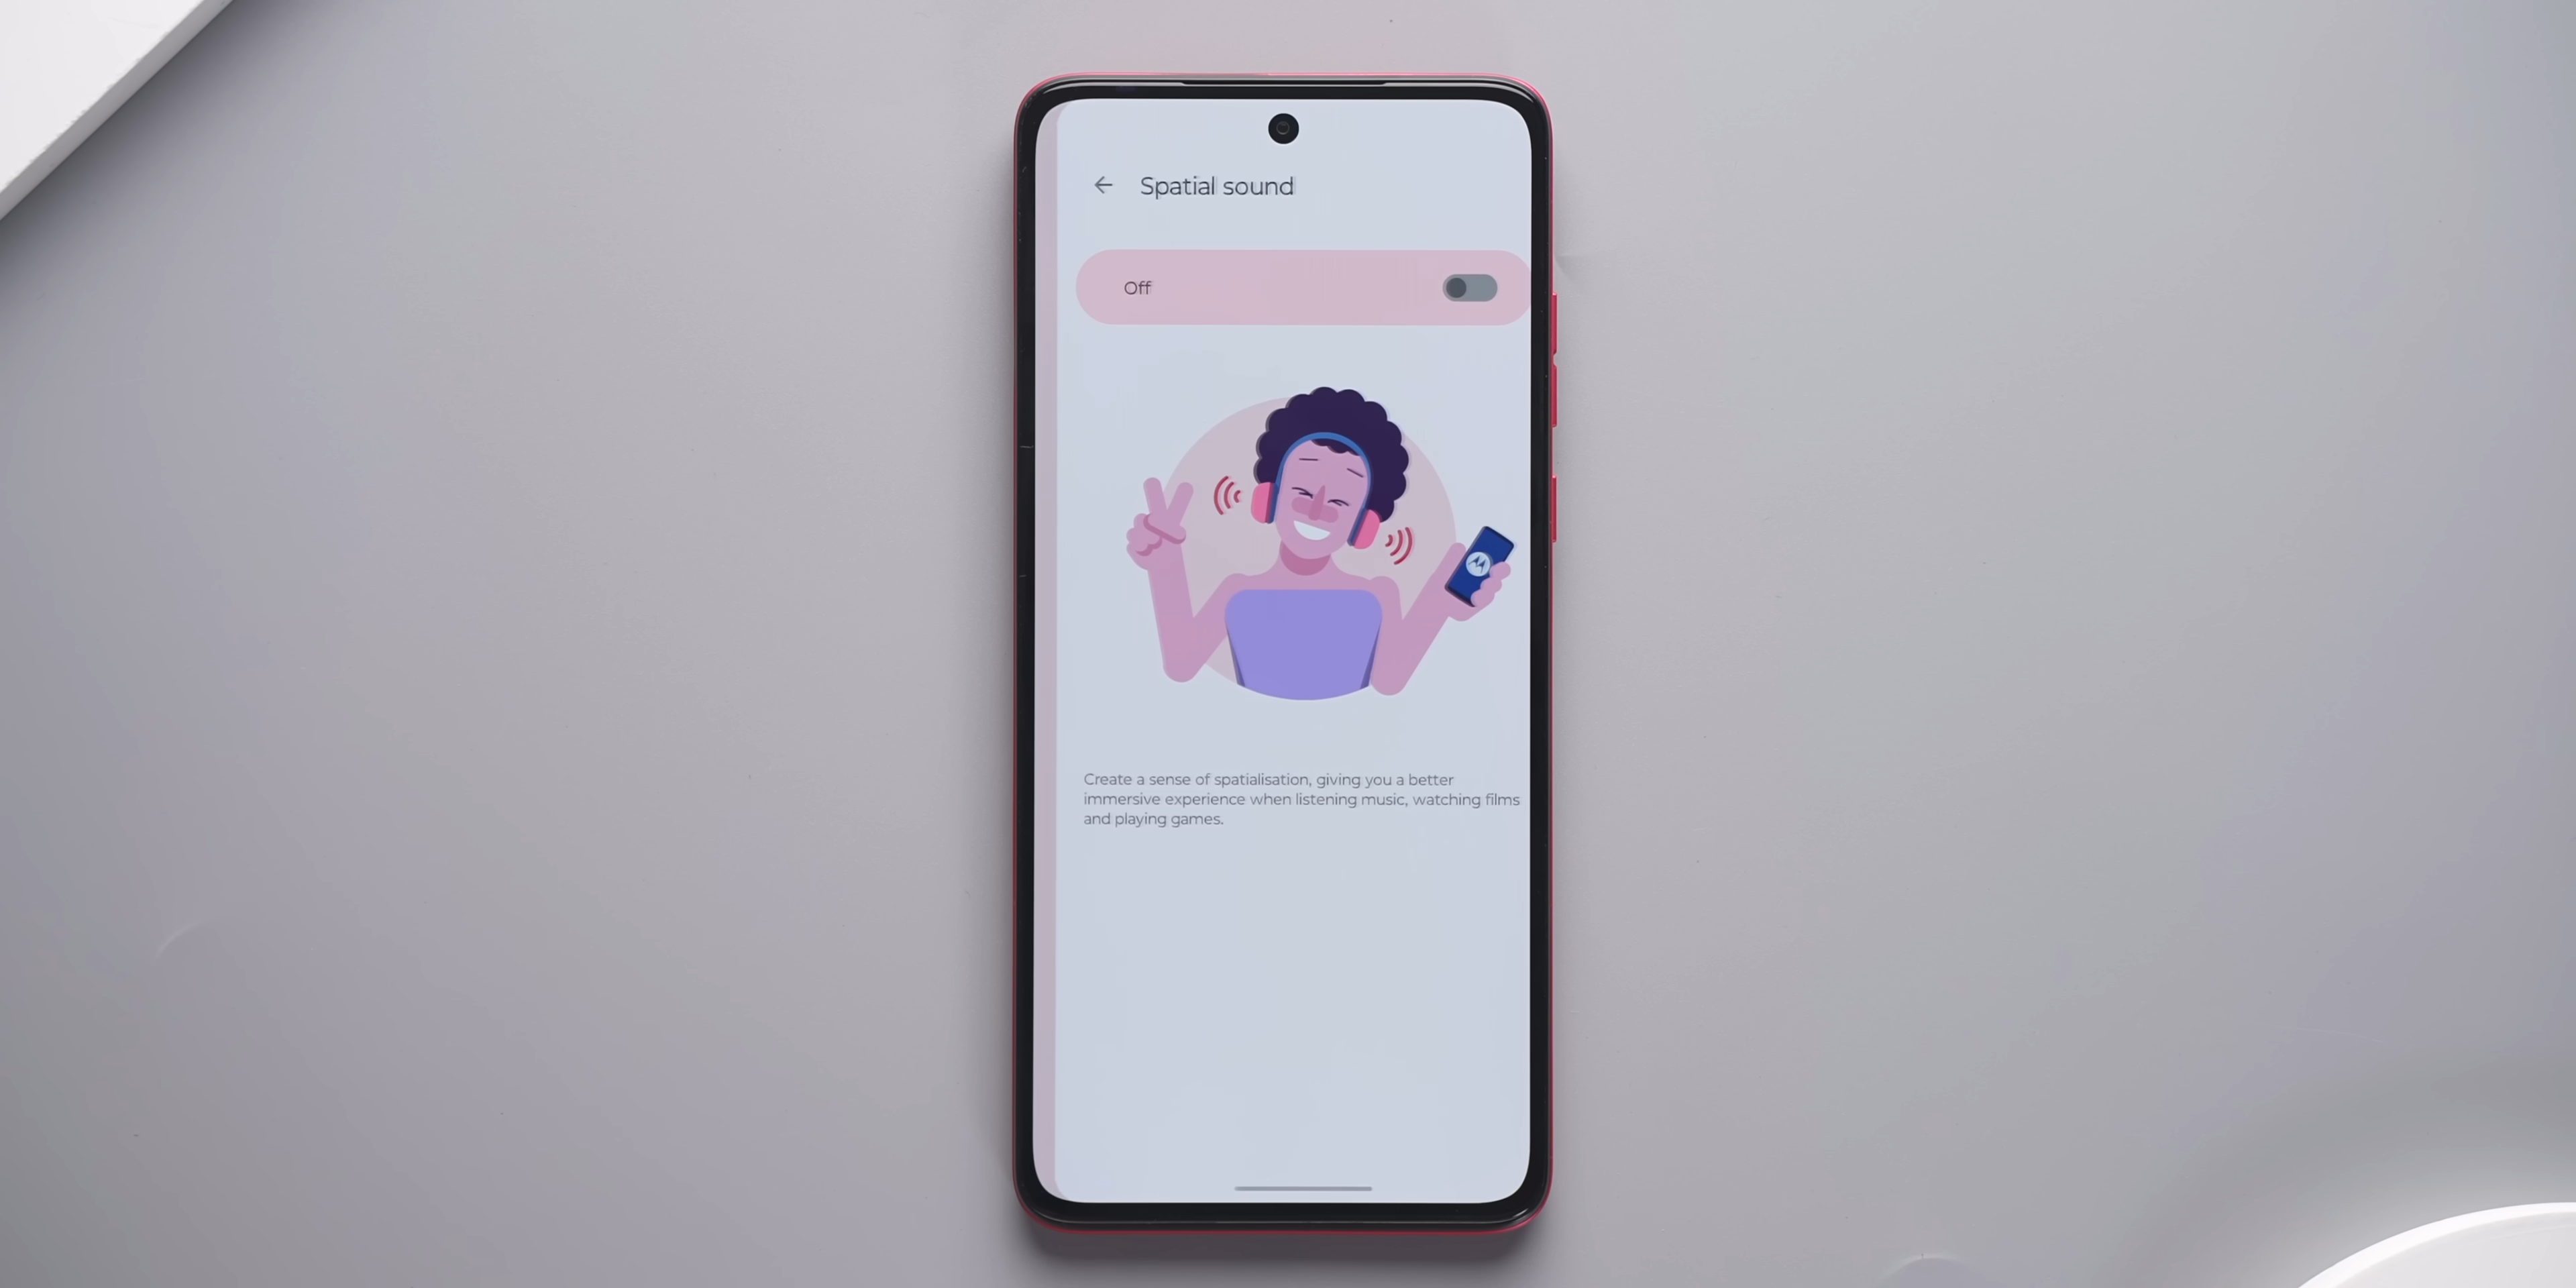 Spatial sound
Off
Create a sense of spatialisation, giving you a better
immersive experience when listening music, watching films
and playing games.